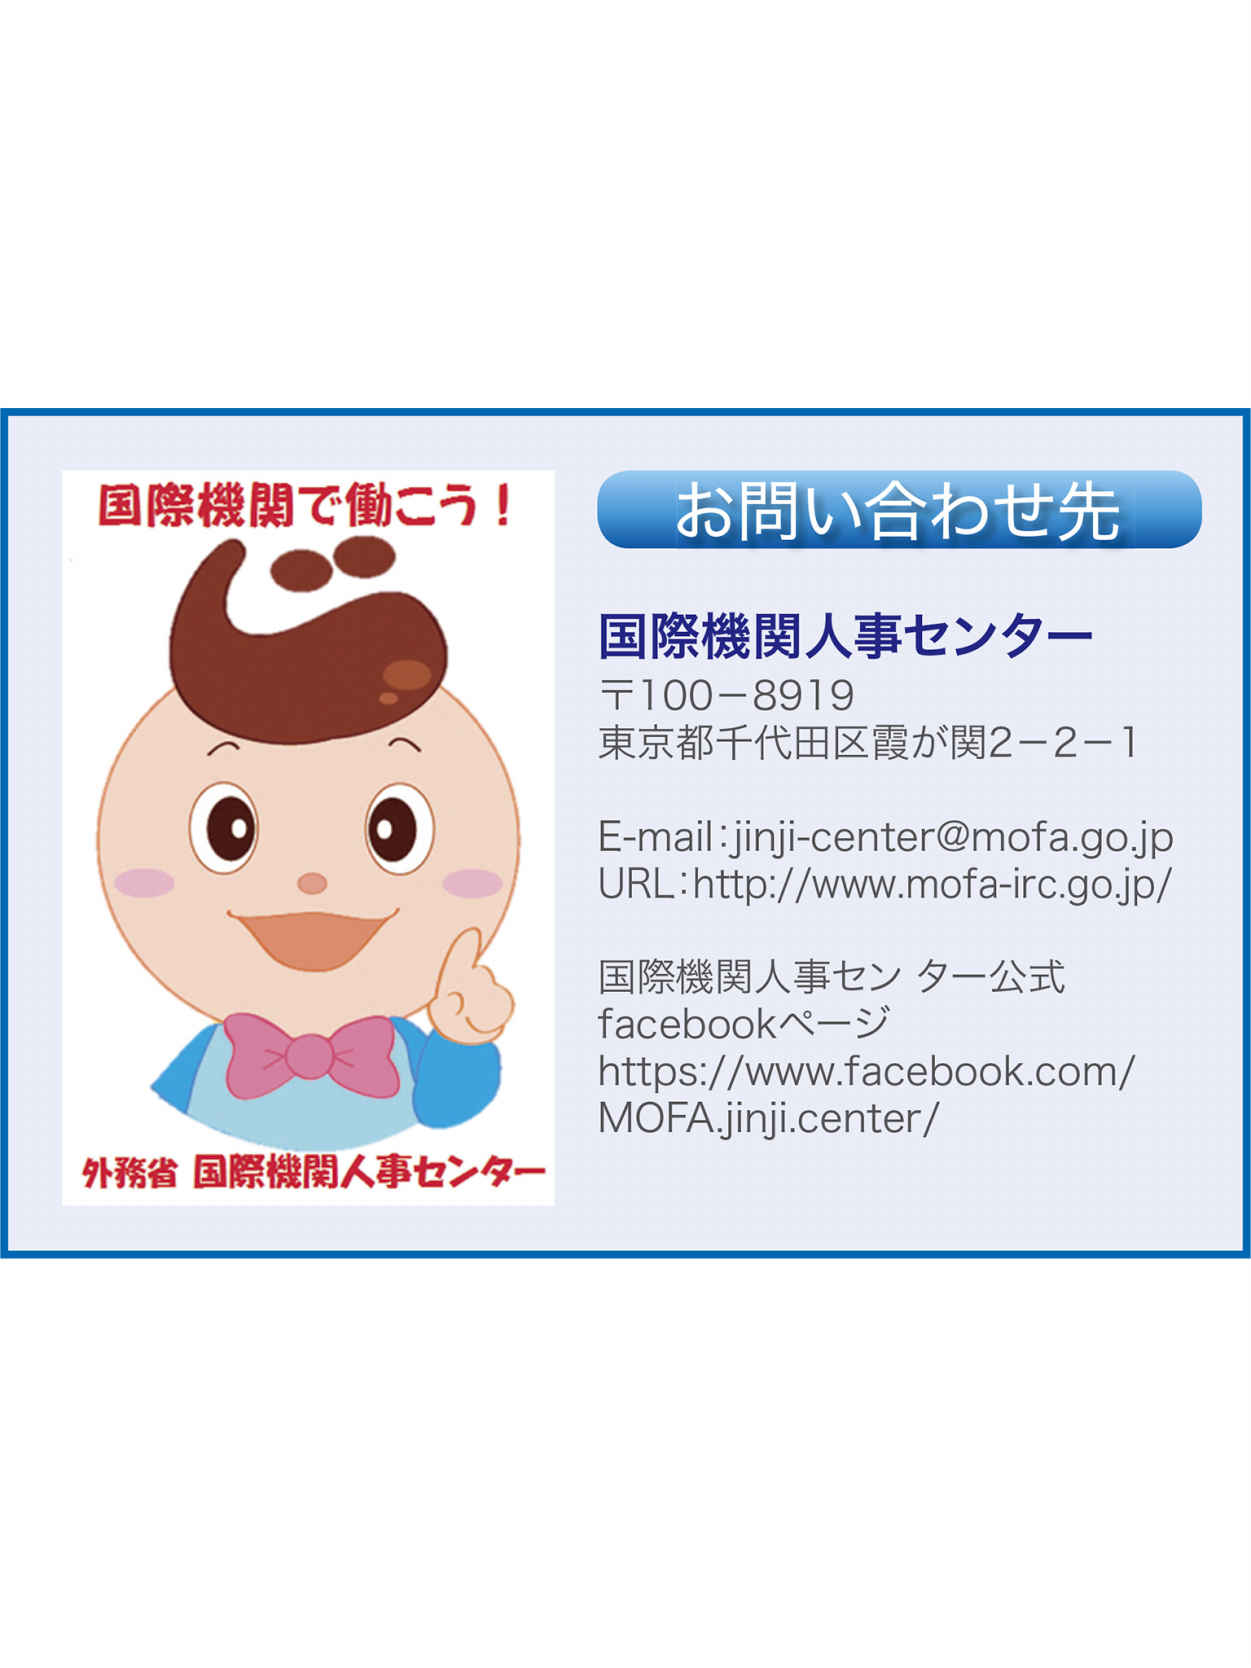 国際機関で働こう！
外務省 国際機関人事センター
お問い合わせ先
国際機関人事センター
〒100－8919
東京都千代田区霞が関2－2－1
E-mail：jinji-center@mofa.go.jp
URL：http://www.mofa-irc.go.jp/
国際機関人事セン ター公式
facebookページ
https://www.facebook.com/
MOFA.jinji.center/